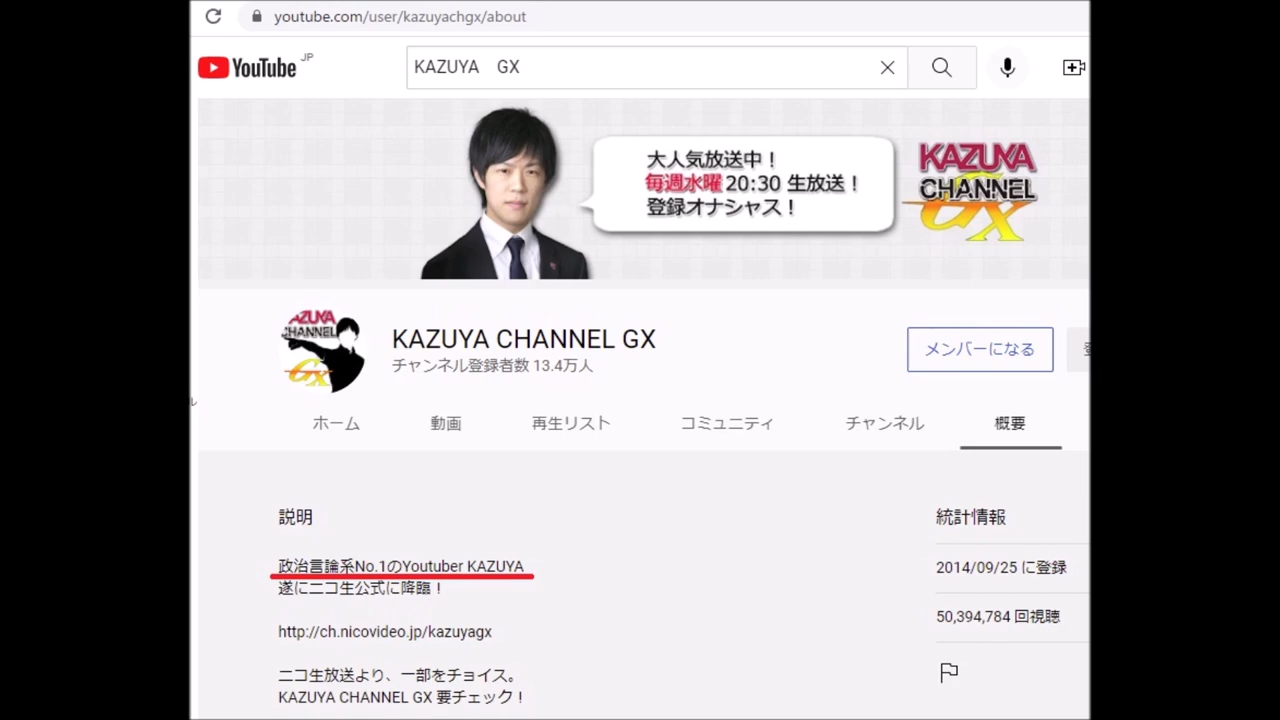 youtube.com/user/kazuyachgx/about
YouTube JP
KAZUYA GX
大人気放送中！
毎週水曜 20:30 生放送！
登録オナシャス！
KAZUYA
CHANNEL
GX
AZUYA
CHANNEL
GX
KAZUYA CHANNEL GX
チャンネル登録者数 13.4万人
メンバーになる
ホーム 動画 再生リスト コミュニティ チャンネル 概要
説明
統計情報
政治言論系No.1のYoutuber KAZUYA
遂にニコ生公式に降臨！
2014/09/25 に登録
50,394,784 回視聴
http://ch.nicovideo.jp/kazuyagx
ニコ生放送より、一部をチョイス。
KAZUYA CHANNEL GX 要チェック！